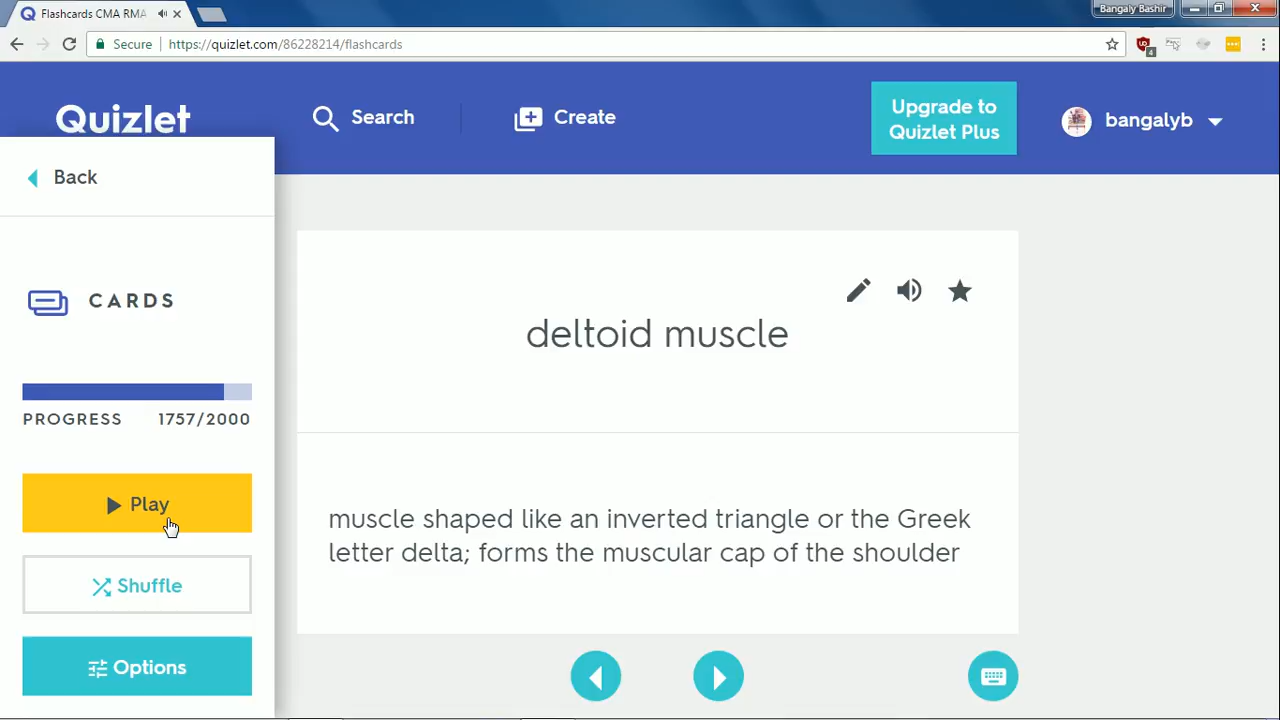 Flashcards CMA RMA
Bangaly Bashir
Secure
https://quizlet.com/86228214/flashcards
4
Quizlet
Search
Create
Upgrade to
Quizlet Plus
bangalyb
Back
CARDS
PROGRESS 1757/2000
Play
Shuffle
Options
deltoid muscle
muscle shaped like an inverted triangle or the Greek
letter delta; forms the muscular cap of the shoulder